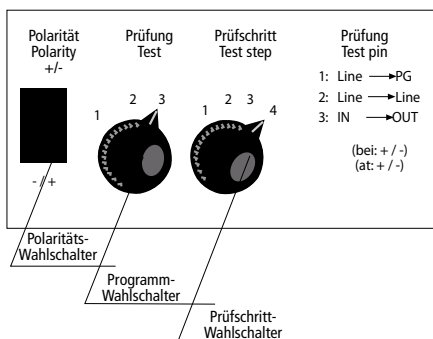 Polarität
Polarity
+/-
Prüfung
Test
Prüfschritt
Test step
Prüfung
Test pin
1 2 3
1 2 3 4
1: Line PG
2: Line Line
3: IN OUT
(bei: + / -)
(at: + / -)
- / +
Polaritäts-
Wahlschalter
Programm-
Wahlschalter
Prüfschritt-
Wahlschalter